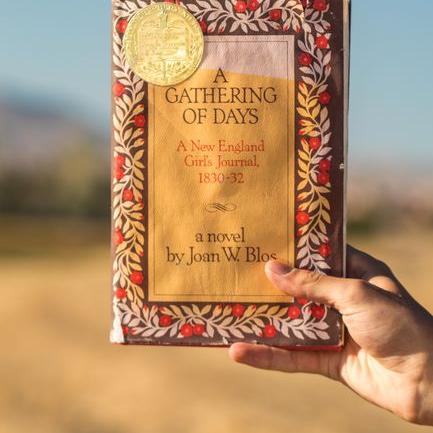 A
GATHERING
OF DAYS
A New England
Girl's Journal,
1830-32
a novel
by Joan W. Blos